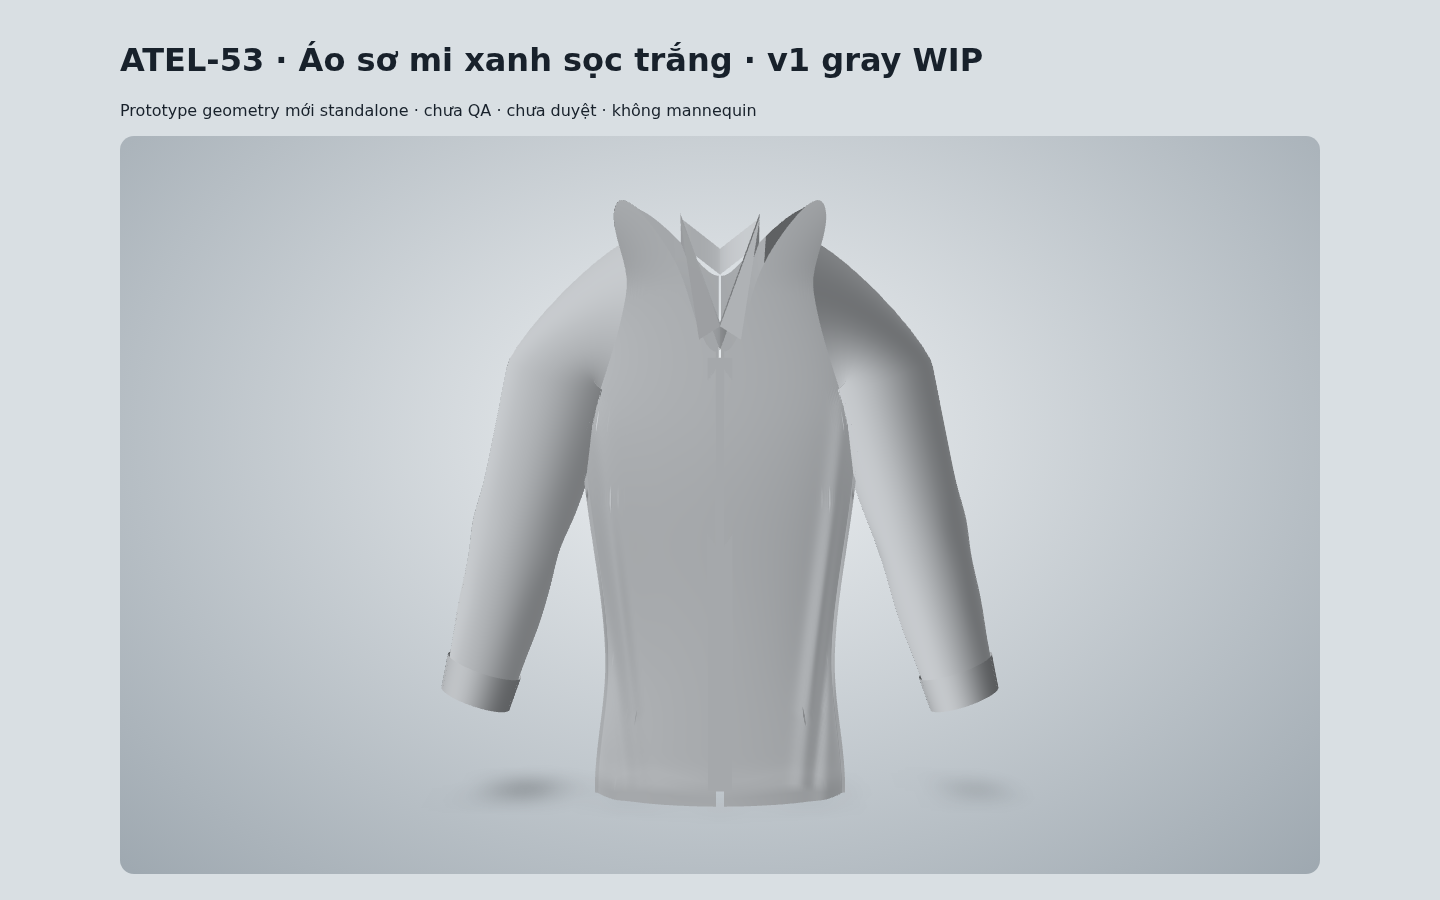 ATEL-53 · Áo sơ mi xanh sọc trắng · v1 gray WIP
Prototype geometry mới standalone · chưa QA · chưa duyệt · không mannequin